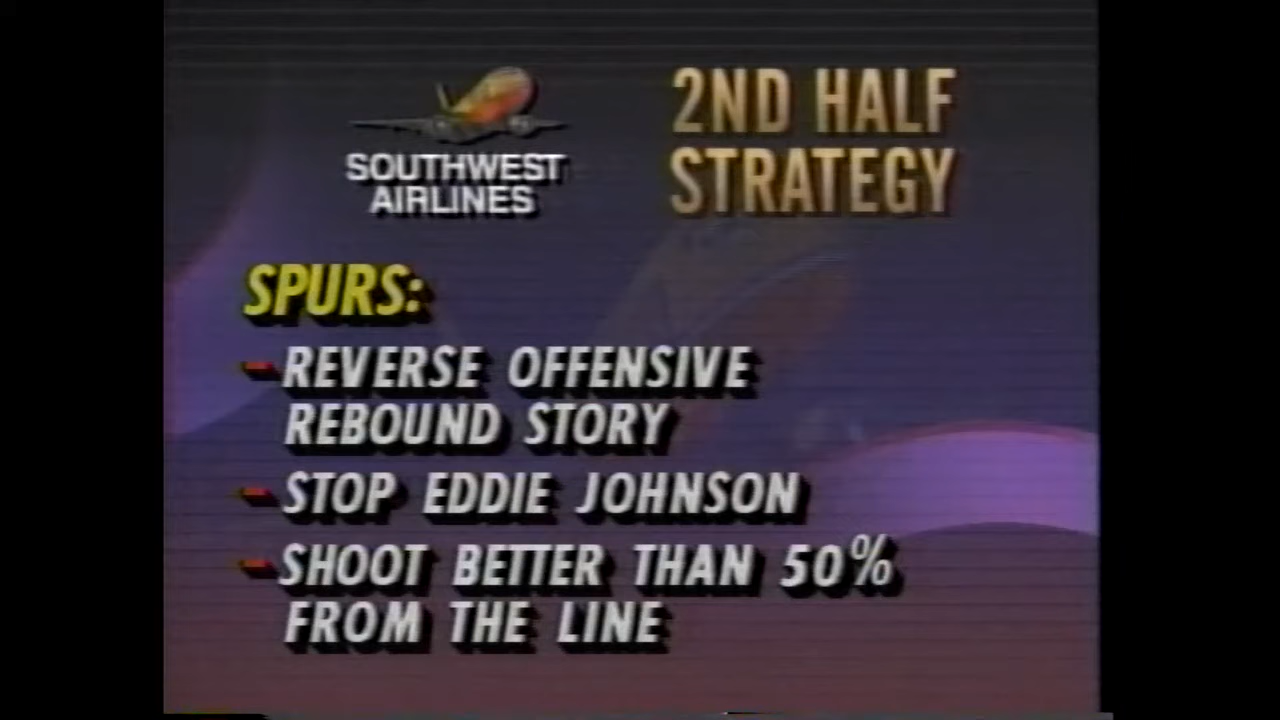 SOUTHWEST
AIRLINES
2ND HALF
STRATEGY
SPURS:
-REVERSE OFFENSIVE
REBOUND STORY
-STOP EDDIE JOHNSON
-SHOOT BETTER THAN 50%
FROM THE LINE